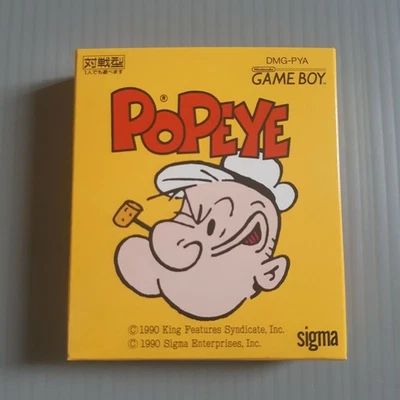 対戦型
1人でも遊べます
DMG-PYA
Nintendo
GAME BOY™
POPEYE®
© 1990 King Features Syndicate, Inc.
© 1990 Sigma Enterprises, Inc.
sigma